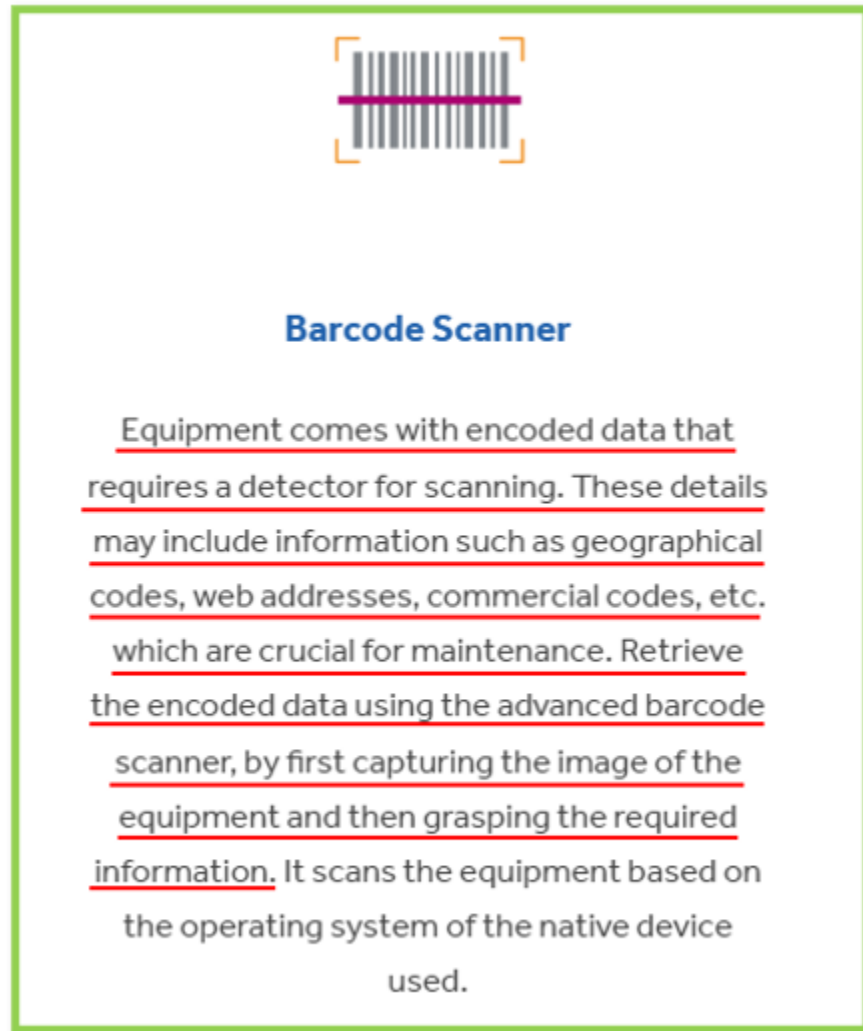 Barcode Scanner
Equipment comes with encoded data that
requires a detector for scanning. These details
may include information such as geographical
codes, web addresses, commercial codes, etc.
which are crucial for maintenance. Retrieve
the encoded data using the advanced barcode
scanner, by first capturing the image of the
equipment and then grasping the required
information. It scans the equipment based on
the operating system of the native device
used.